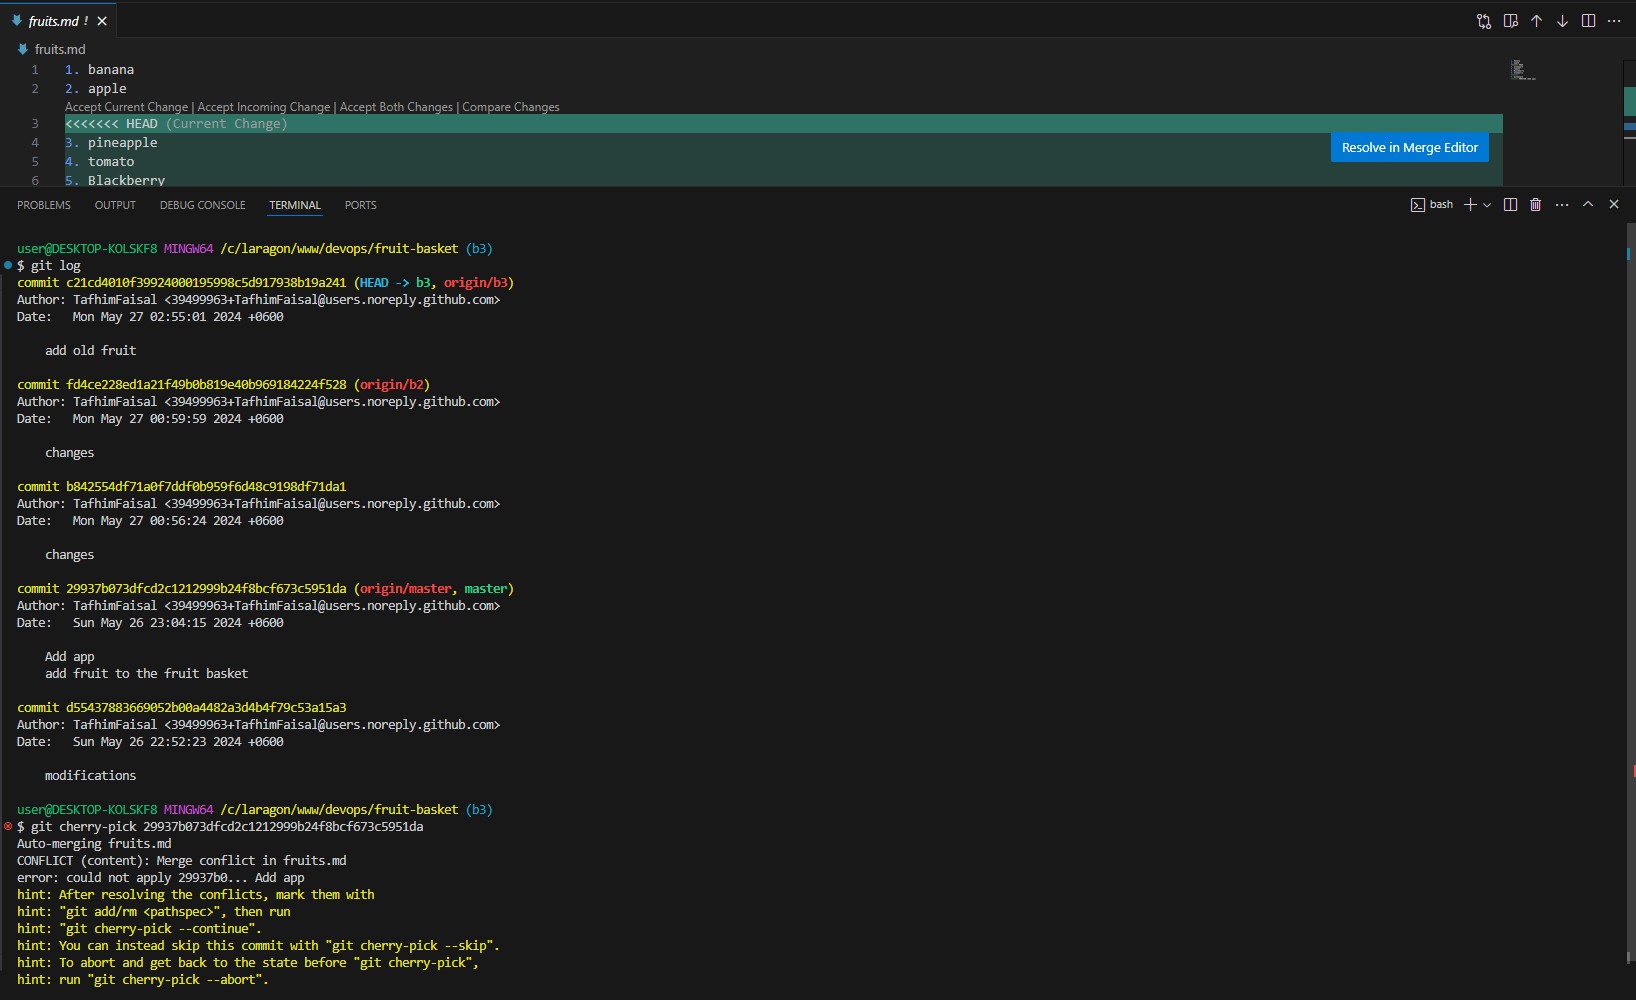 fruits.md !
fruits.md
1 1. banana
2 2. apple
Accept Current Change | Accept Incoming Change | Accept Both Changes | Compare Changes
3 <<<<<<< HEAD (Current Change)
4 3. pineapple
Resolve in Merge Editor
5 4. tomato
6 5. Blackberry
PROBLEMS OUTPUT DEBUG CONSOLE TERMINAL PORTS
bash
user@DESKTOP-KOLSKF8 MINGW64 /c/laragon/www/devops/fruit-basket (b3)
$ git log
commit c21cd4010f39924000195998c5d917938b19a241 (HEAD -> b3, origin/b3)
Author: TafhimFaisal <39499963+TafhimFaisal@users.noreply.github.com>
Date:   Mon May 27 02:55:01 2024 +0600
add old fruit
commit fd4ce228ed1a21f49b0b819e40b969184224f528 (origin/b2)
Author: TafhimFaisal <39499963+TafhimFaisal@users.noreply.github.com>
Date:   Mon May 27 00:59:59 2024 +0600
changes
commit b842554df71a0f7ddf0b959f6d48c9198df71da1
Author: TafhimFaisal <39499963+TafhimFaisal@users.noreply.github.com>
Date:   Mon May 27 00:56:24 2024 +0600
changes
commit 29937b073dfcd2c1212999b24f8bcf673c5951da (origin/master, master)
Author: TafhimFaisal <39499963+TafhimFaisal@users.noreply.github.com>
Date:   Sun May 26 23:04:15 2024 +0600
Add app
add fruit to the fruit basket
commit d55437883669052b00a4482a3d4b4f79c53a15a3
Author: TafhimFaisal <39499963+TafhimFaisal@users.noreply.github.com>
Date:   Sun May 26 22:52:23 2024 +0600
modifications
user@DESKTOP-KOLSKF8 MINGW64 /c/laragon/www/devops/fruit-basket (b3)
$ git cherry-pick 29937b073dfcd2c1212999b24f8bcf673c5951da
Auto-merging fruits.md
CONFLICT (content): Merge conflict in fruits.md
error: could not apply 29937b0... Add app
hint: After resolving the conflicts, mark them with
hint: "git add/rm <pathspec>", then run
hint: "git cherry-pick --continue".
hint: You can instead skip this commit with "git cherry-pick --skip".
hint: To abort and get back to the state before "git cherry-pick",
hint: run "git cherry-pick --abort".